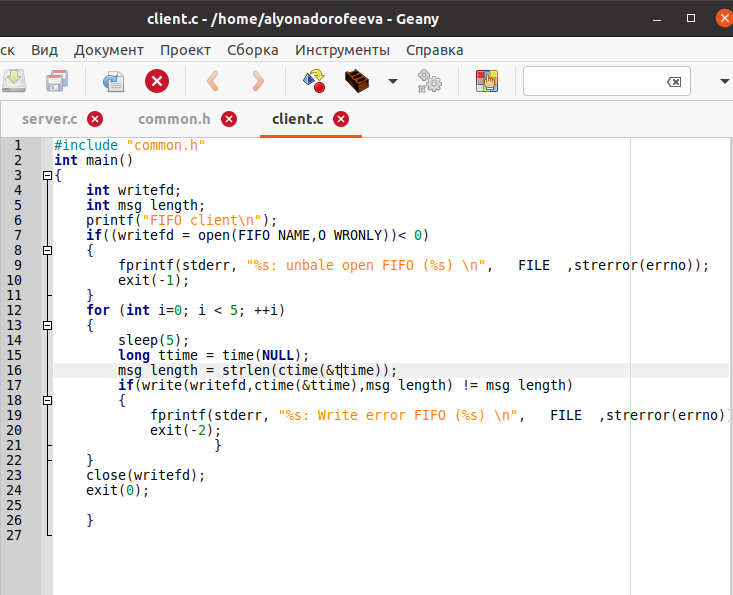 client.c - /home/alyonadorofeeva - Geany
ск Вид Документ Проект Сборка Инструменты Справка
server.c common.h client.c
1 #include "common.h"
2 int main()
3 {
4 int writefd;
5 int msg length;
6 printf("FIFO client\n");
7 if((writefd = open(FIFO NAME,O WRONLY))< 0)
8 {
9 fprintf(stderr, "%s: unbale open FIFO (%s) \n", FILE ,strerror(errno));
10 exit(-1);
11 }
12 for (int i=0; i < 5; ++i)
13 {
14 sleep(5);
15 long ttime = time(NULL);
16 msg length = strlen(ctime(&ttime));
17 if(write(writefd,ctime(&ttime),msg length) != msg length)
18 {
19 fprintf(stderr, "%s: Write error FIFO (%s) \n", FILE ,strerror(errno)
20 exit(-2);
21 }
22 }
23 close(writefd);
24 exit(0);
25
26 }
27